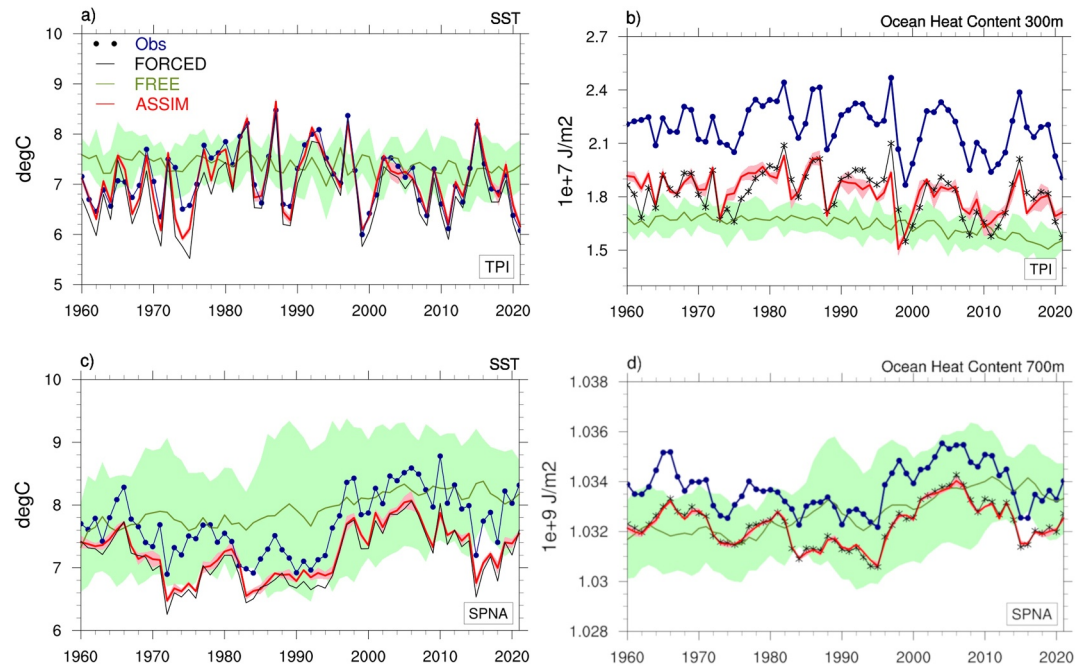 a) SST
degC
10
9
8
7
6
5
Obs
FORCED
FREE
ASSIM
TPI
1960 1970 1980 1990 2000 2010 2020
b) Ocean Heat Content 300m
1e+7 J/m2
2.7
2.4
2.1
1.8
1.5
TPI
1960 1970 1980 1990 2000 2010 2020
c) SST
degC
10
9
8
7
6
SPNA
1960 1970 1980 1990 2000 2010 2020
d) Ocean Heat Content 700m
1e+9 J/m2
1.038
1.036
1.034
1.032
1.03
1.028
SPNA
1960 1970 1980 1990 2000 2010 2020